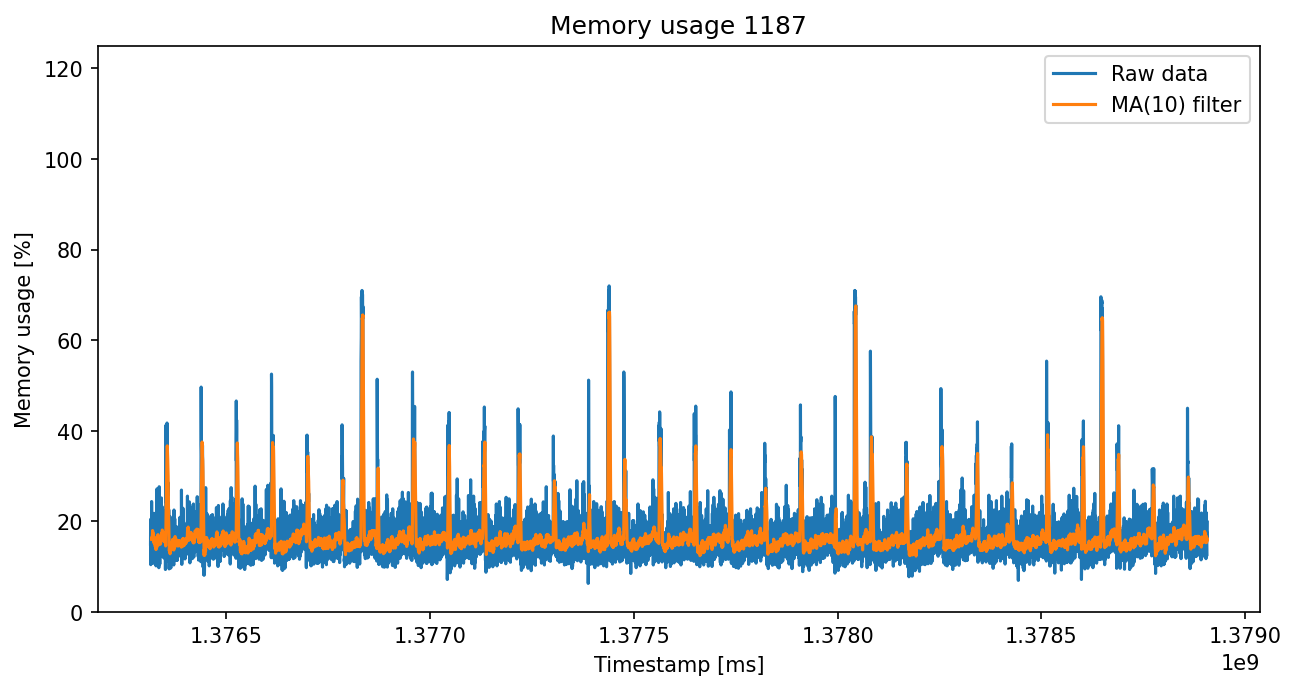 Memory usage 1187
Raw data
MA(10) filter
Memory usage [%]
120
100
80
60
40
20
0
1.3765 1.3770 1.3775 1.3780 1.3785 1.3790
1e9
Timestamp [ms]